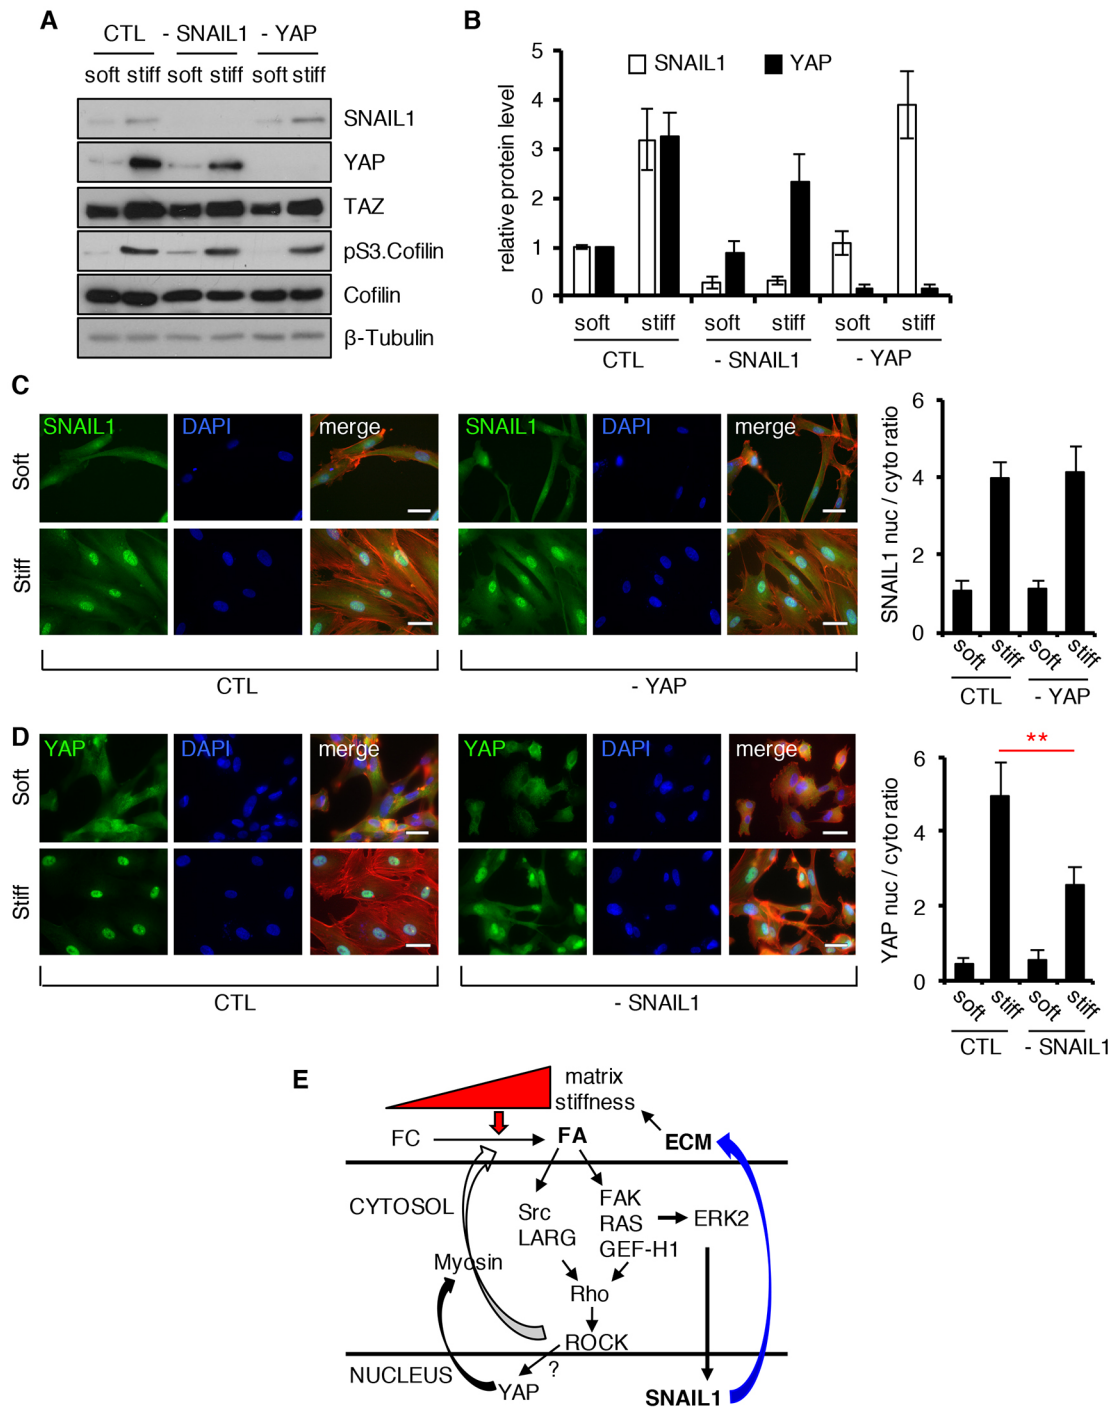 A
CTL - SNAIL1 - YAP
soft stiff soft stiff soft stiff
SNAIL1
YAP
TAZ
pS3.Cofilin
Cofilin
β-Tubulin
B
relative protein level
5
4
3
2
1
0
SNAIL1 YAP
soft stiff soft stiff soft stiff
CTL - SNAIL1 - YAP
C
Soft
Stiff
SNAIL1 DAPI merge
SNAIL1 DAPI merge
CTL
- YAP
SNAIL1 nuc / cyto ratio
6
4
2
0
soft stiff soft stiff
CTL - YAP
D
Soft
Stiff
YAP DAPI merge
YAP DAPI merge
CTL
- SNAIL1
YAP nuc / cyto ratio
6
4
2
0
**
soft stiff soft stiff
CTL - SNAIL1
E
matrix
stiffness
FC FA ECM
CYTOSOL
Src
LARG
FAK
RAS
GEF-H1
ERK2
Myosin
Rho
ROCK
NUCLEUS
?
YAP
SNAIL1